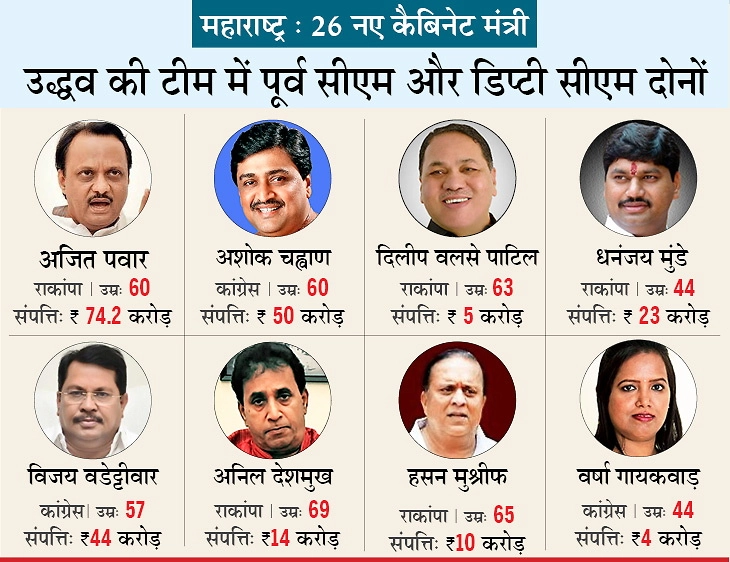 महाराष्ट्र : 26 नए कैबिनेट मंत्री
उद्धव की टीम में पूर्व सीएम और डिप्टी सीएम दोनों
अजित पवार
राकांपा | उम्रः 60
संपत्तिः ₹ 74.2 करोड़
अशोक चह्वाण
कांग्रेस | उम्रः 60
संपत्तिः ₹ 50 करोड़
दिलीप वलसे पाटिल
राकांपा | उम्रः 63
संपत्तिः ₹ 5 करोड़
धनंजय मुंडे
राकांपा | उम्रः 44
संपत्तिः ₹ 23 करोड़
विजय वडेट्टीवार
कांग्रेस| उम्रः 57
संपत्तिः ₹44 करोड़
अनिल देशमुख
राकांपा | उम्रः 69
संपत्तिः ₹14 करोड़
हसन मुश्रीफ
राकांपा | उम्रः 65
संपत्तिः ₹10 करोड़
वर्षा गायकवाड़
कांग्रेस | उम्रः 44
संपत्तिः ₹4 करोड़